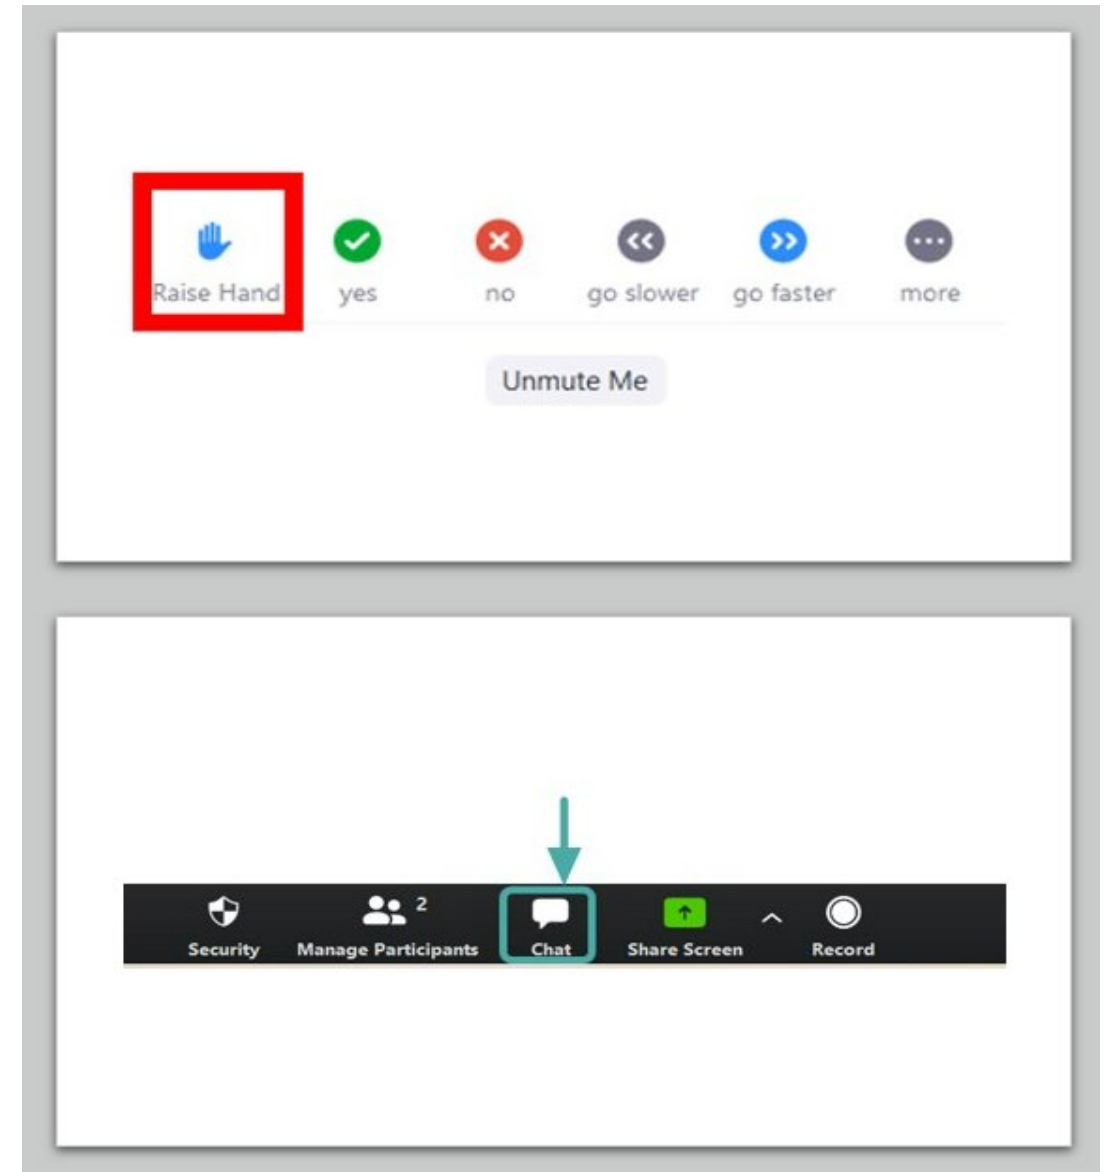 Raise Hand yes no go slower go faster more
Unmute Me
2
Security Manage Participants Chat Share Screen Record